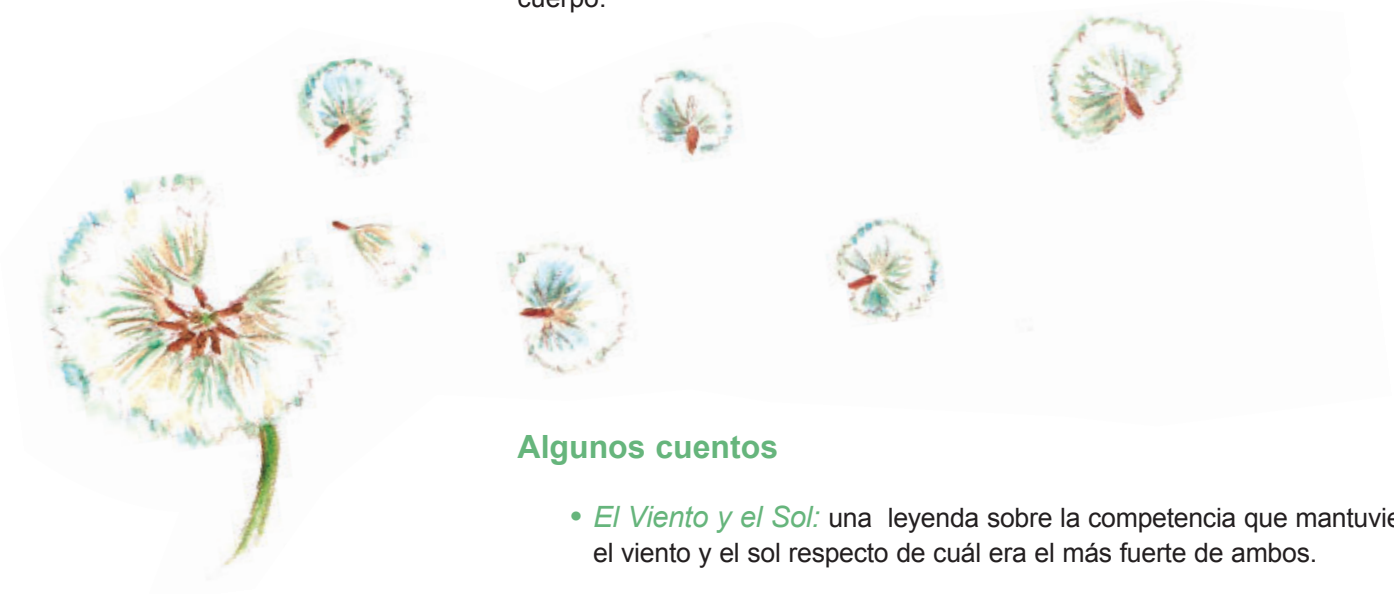 cuerpo.
Algunos cuentos
• El Viento y el Sol: una leyenda sobre la competencia que mantuvie
el viento y el sol respecto de cuál era el más fuerte de ambos.